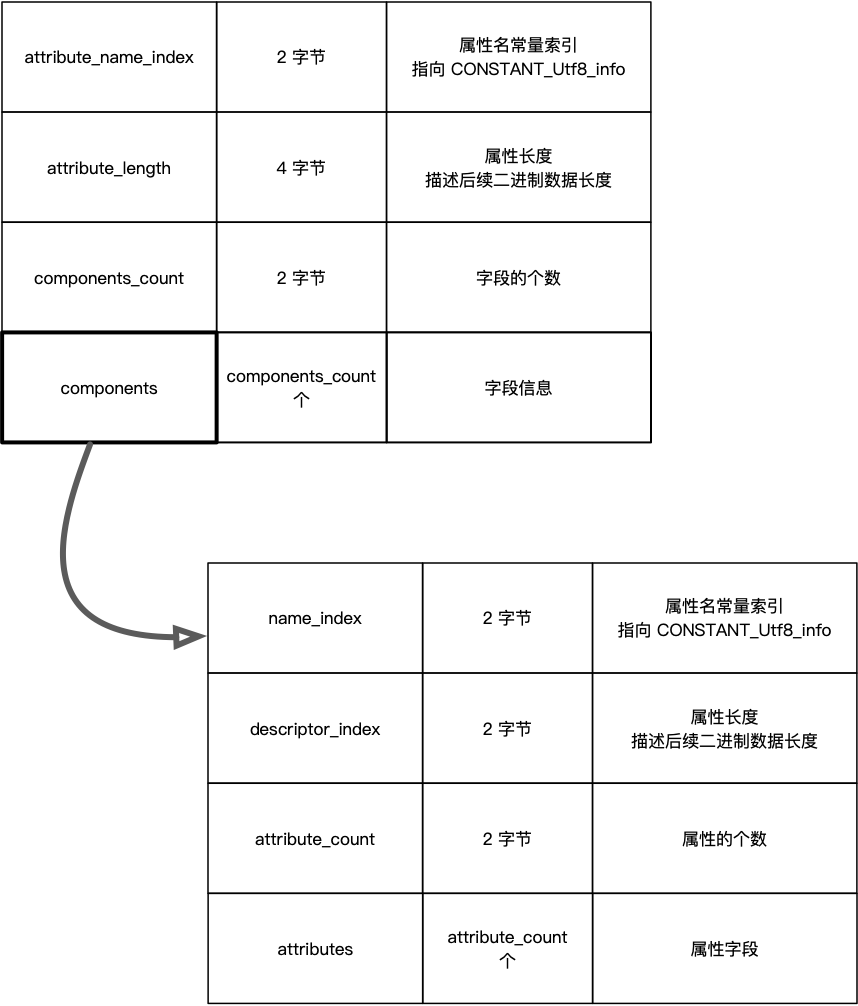 attribute_name_index
2 字节
属性名常量索引
指向 CONSTANT_Utf8_info
attribute_length
4 字节
属性长度
描述后续二进制数据长度
components_count
2 字节
字段的个数
components
components_count
个
字段信息
name_index
2 字节
属性名常量索引
指向 CONSTANT_Utf8_info
descriptor_index
2 字节
属性长度
描述后续二进制数据长度
attribute_count
2 字节
属性的个数
attributes
attribute_count
个
属性字段